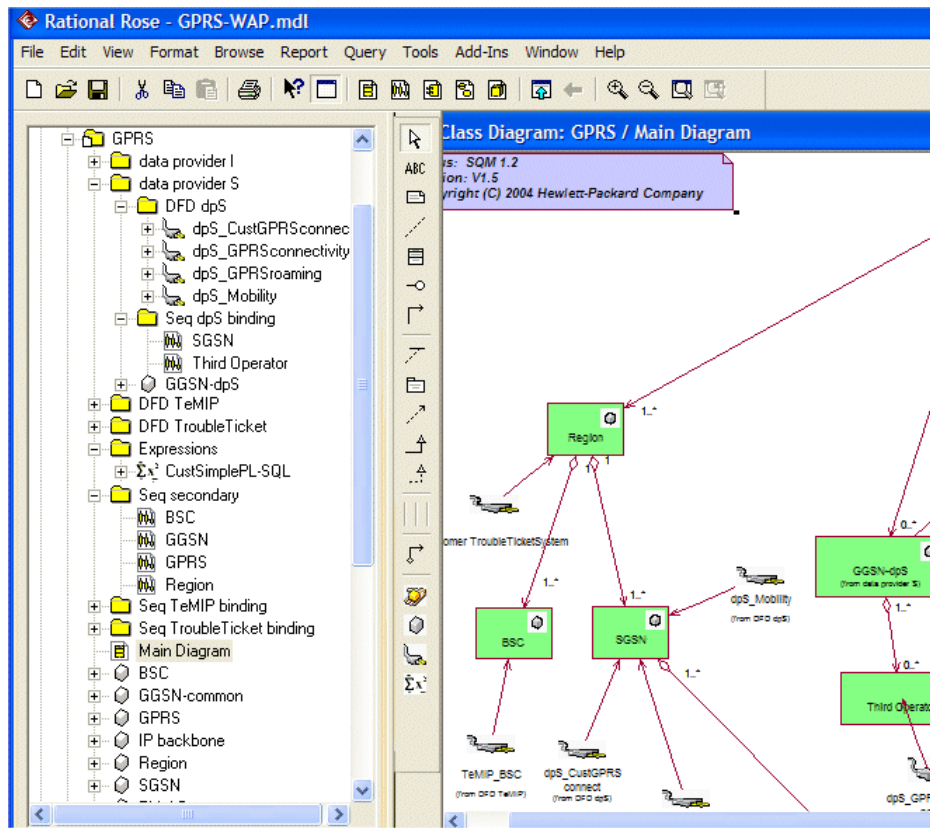 Rational Rose - GPRS-WAP.mdl
File Edit View Format Browse Report Query Tools Add-Ins Window Help
GPRS
data provider I
data provider S
DFD dpS
dpS_CustGPRSconnec
dpS_GPRSconnectivity
dpS_GPRSroaming
dpS_Mobility
Seq dpS binding
SGSN
Third Operator
GGSN-dpS
DFD TeMIP
DFD TroubleTicket
Expressions
Σx² CustSimplePL-SQL
Seq secondary
BSC
GGSN
GPRS
Region
Seq TeMIP binding
Seq TroubleTicket binding
Main Diagram
BSC
GGSN-common
GPRS
IP backbone
Region
SGSN
ABC
Σx²
Class Diagram: GPRS / Main Diagram
us: SQM 1.2
ion: V1.5
yright (C) 2004 Hewlett-Packard Company
1..*
Region
1
1
omer TroubleTicketSystem
1..*
1..*
BSC
SGSN
1..*
dpS_Mobility
(from DFD dpS)
0..*
GGSN-dpS
(from data provider S)
1..*
0..*
Third Operato
TeMIP_BSC
(from DFD TeMIP)
dpS_CustGPRS
connect
(from DFD dpS)
dpS_GPR
(from